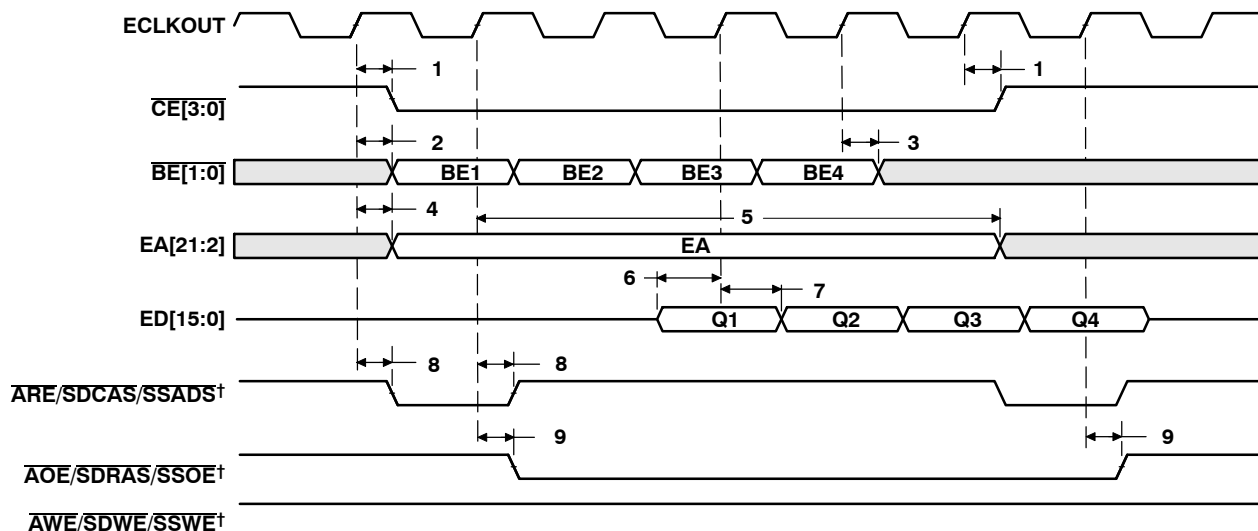 ECLKOUT
1 1
CE[3:0]
2 3
BE[1:0] BE1 BE2 BE3 BE4
4 5
EA[21:2] EA
6 7
ED[15:0] Q1 Q2 Q3 Q4
8 8
ARE/SDCAS/SSADS†
9 9
AOE/SDRAS/SSOE†
AWE/SDWE/SSWE†